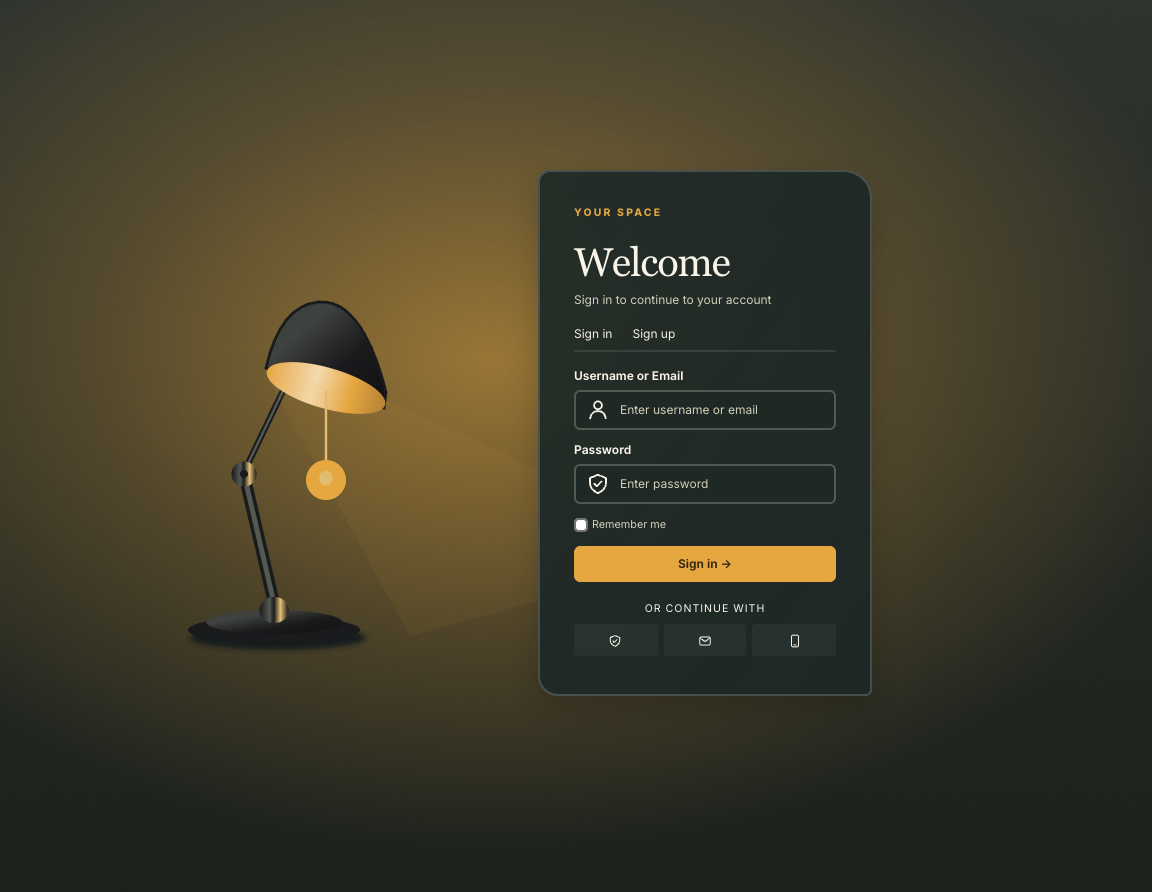 YOUR SPACE
Welcome
Sign in to continue to your account
Sign in Sign up
Username or Email
Enter username or email
Password
Enter password
Remember me
Sign in →
OR CONTINUE WITH